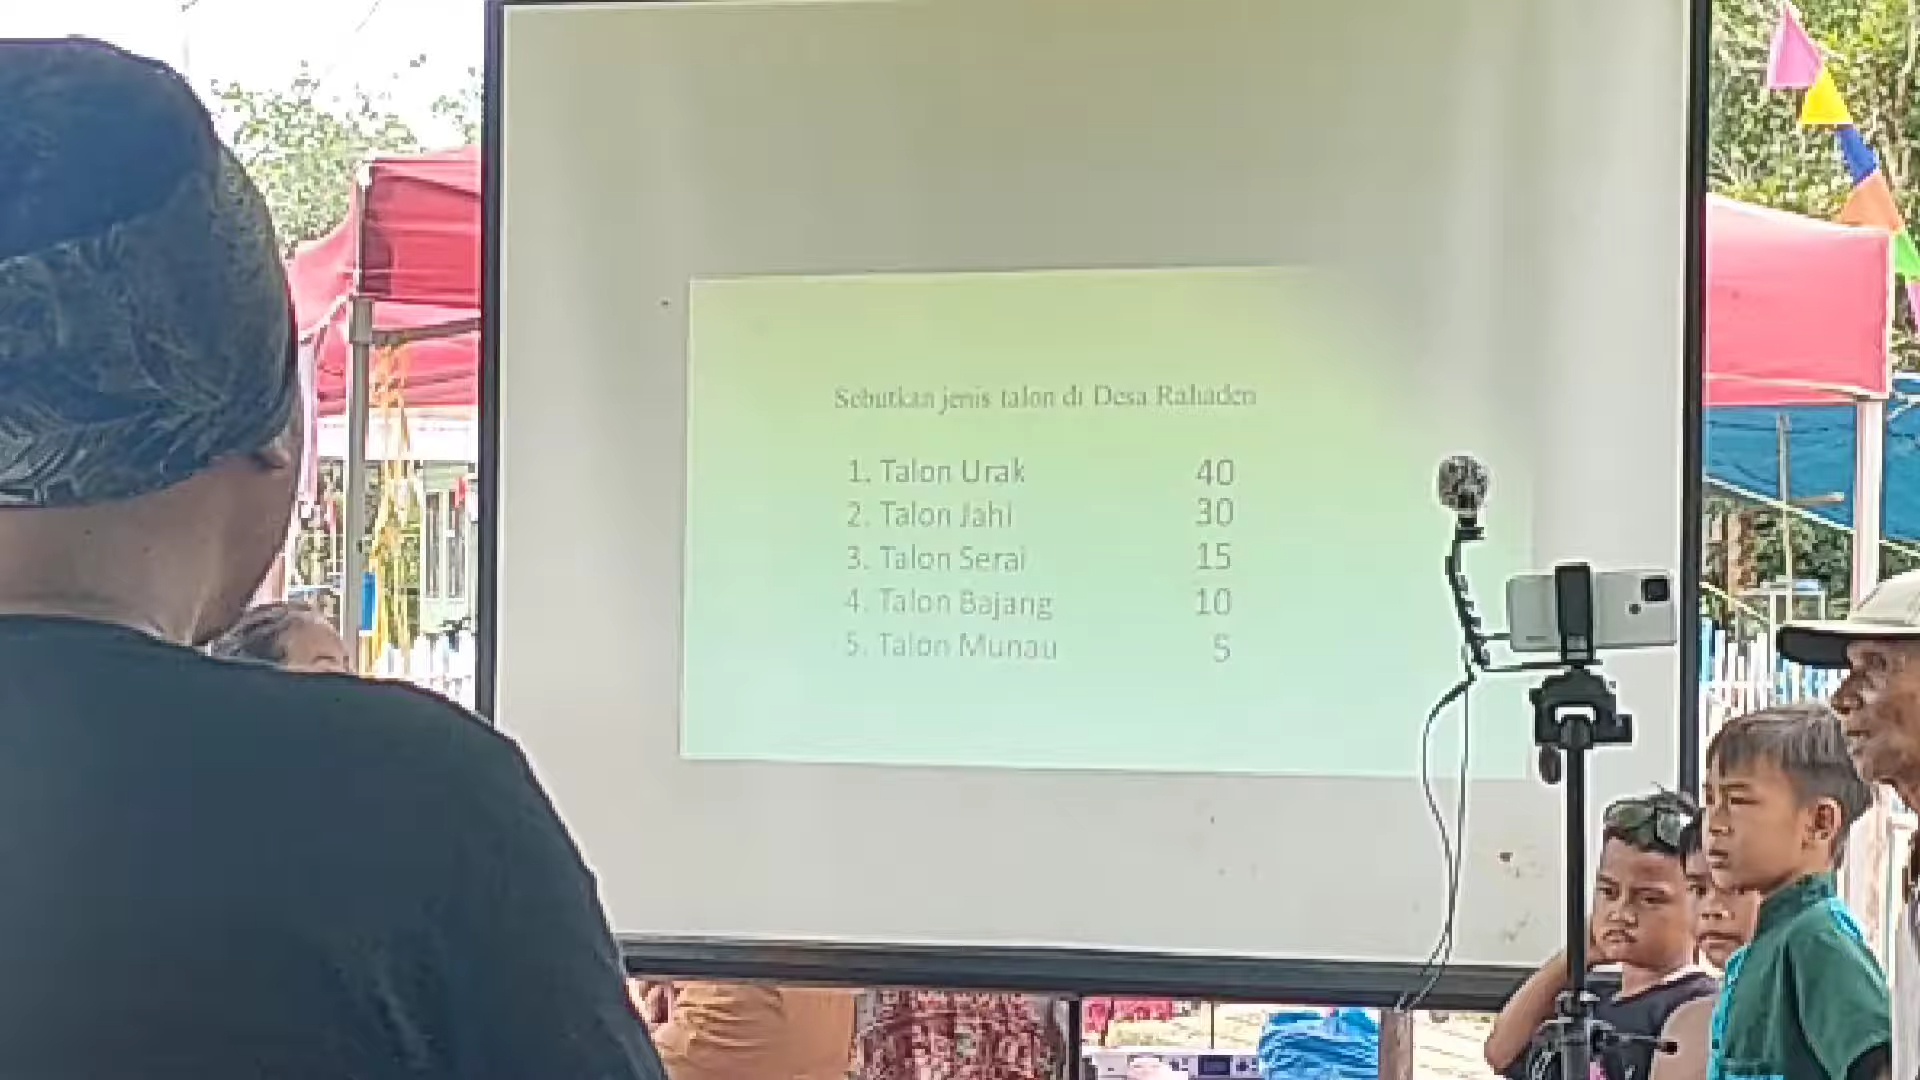 Sebutkan jenis talon di Desa Rahaden
1. Talon Urak 40
2. Talon Jahi 30
3. Talon Serai 15
4. Talon Bajang 10
5. Talon Munau 5